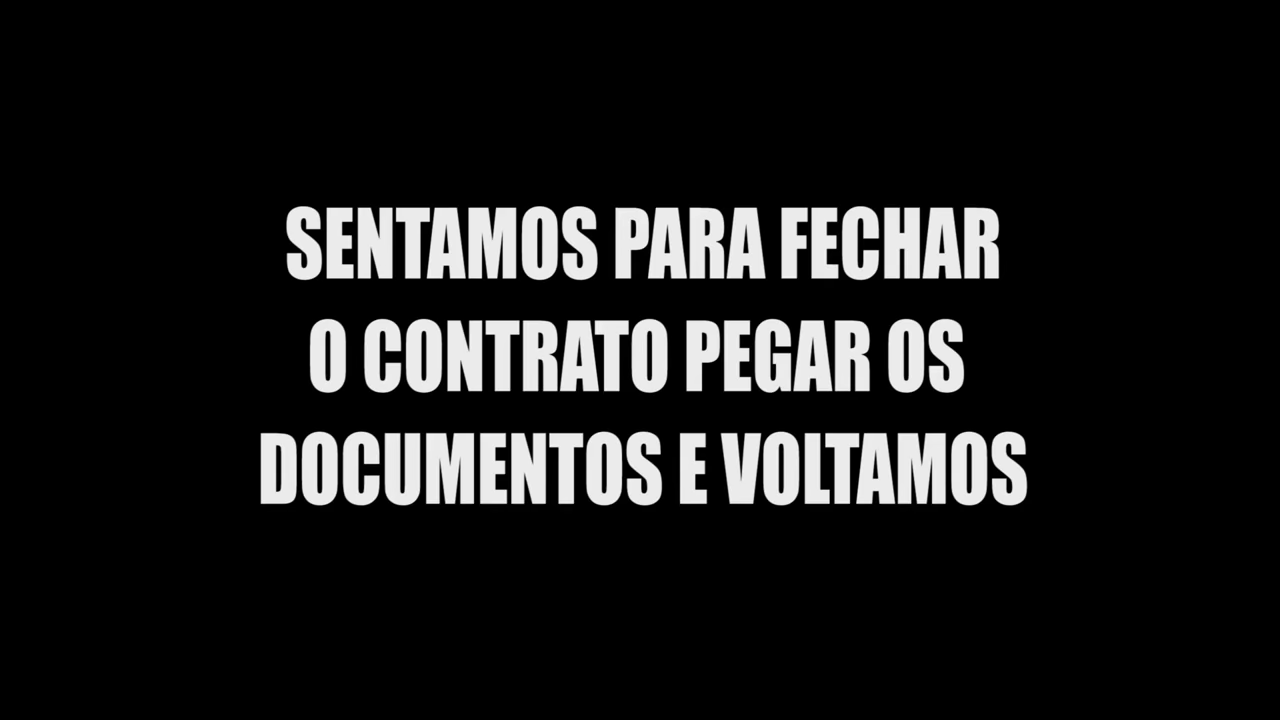 SENTAMOS PARA FECHAR
O CONTRATO PEGAR OS
DOCUMENTOS E VOLTAMOS